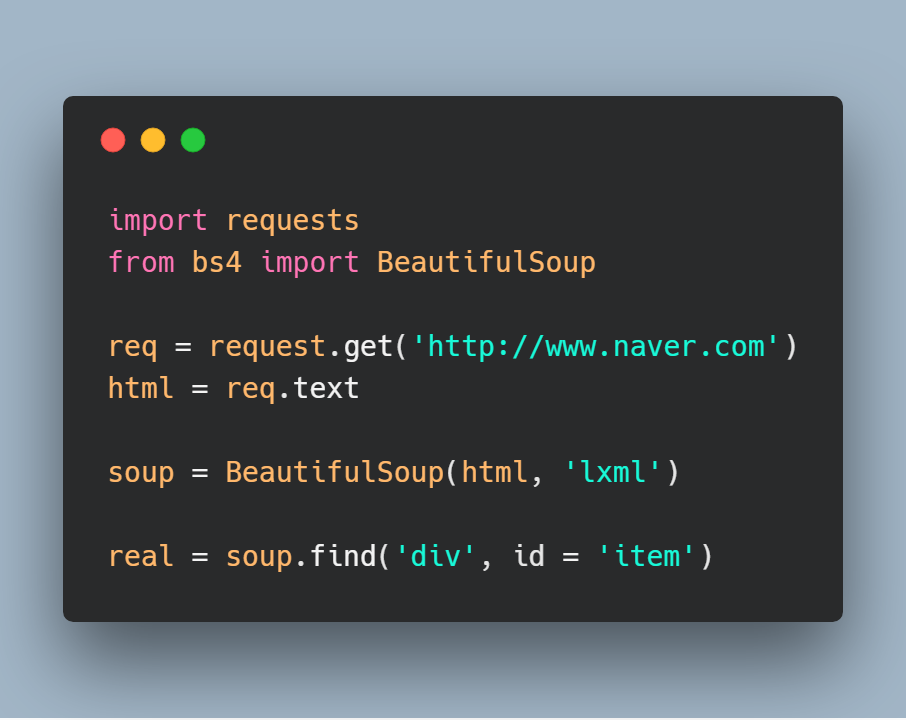 import requests
from bs4 import BeautifulSoup
req = request.get('http://www.naver.com')
html = req.text
soup = BeautifulSoup(html, 'lxml')
real = soup.find('div', id = 'item')